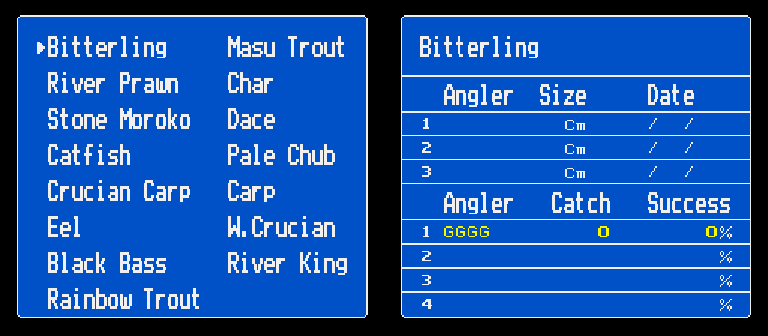 ▶Bitterling Masu Trout
River Prawn Char
Stone Moroko Dace
Catfish Pale Chub
Crucian Carp Carp
Eel W.Crucian
Black Bass River King
Rainbow Trout
Bitterling
Angler Size Date
1 Cm / /
2 Cm / /
3 Cm / /
Angler Catch Success
1 GGGG 0 0%
2 %
3 %
4 %